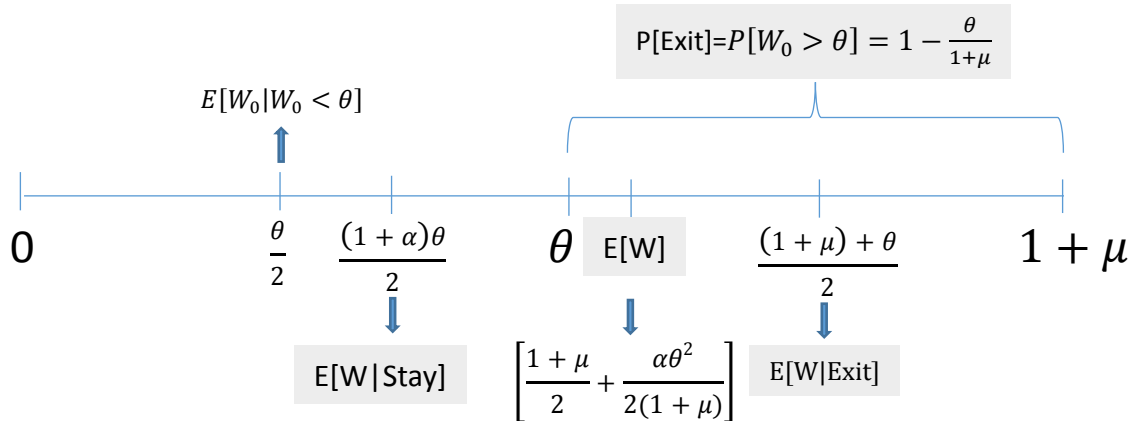 P[Exit]=𝑃[𝑊₀ > 𝜃] = 1 − 𝜃/(1+𝜇)
𝐸[𝑊₀|𝑊₀ < 𝜃]
0
𝜃/2
(1 + 𝛼)𝜃/2
𝜃
E[W]
((1 + 𝜇) + 𝜃)/2
1 + 𝜇
E[W|Stay]
[(1 + 𝜇)/2 + 𝛼𝜃²/(2(1 + 𝜇))]
E[W|Exit]